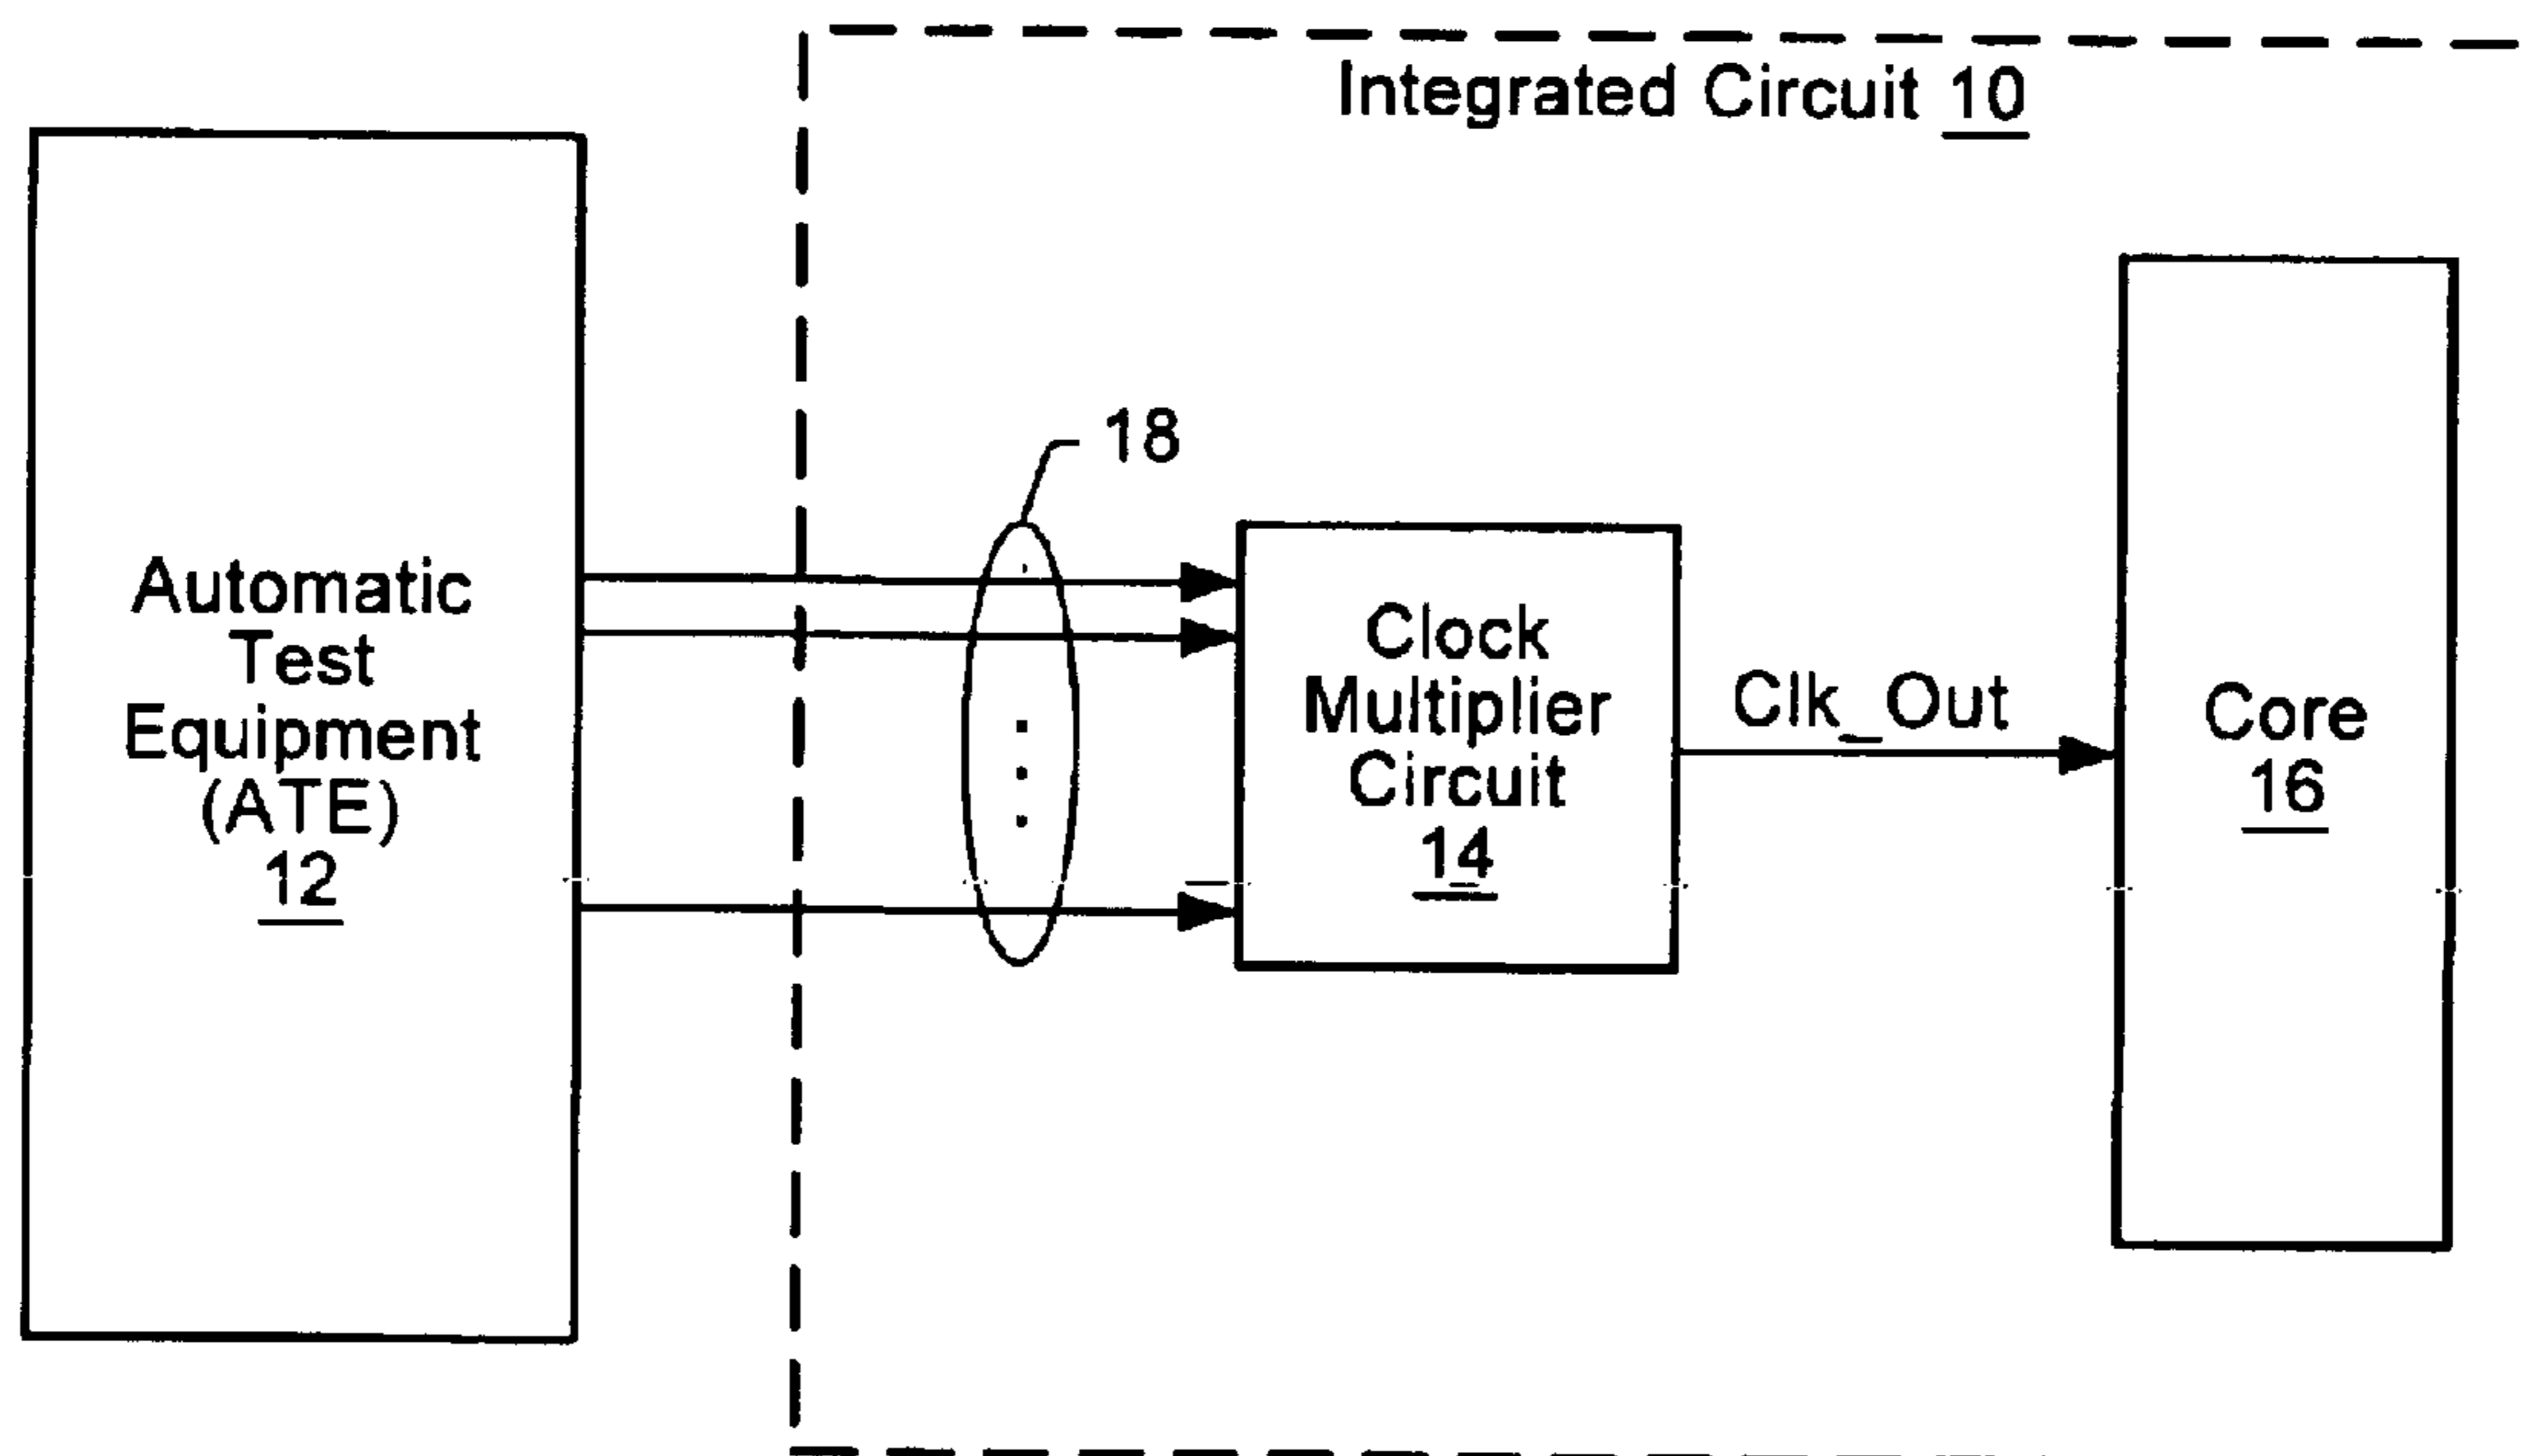 Integrated Circuit 10
18
Automatic
Test
Equipment
(ATE)
12
Clock
Multiplier
Circuit
14
Clk_Out
Core
16